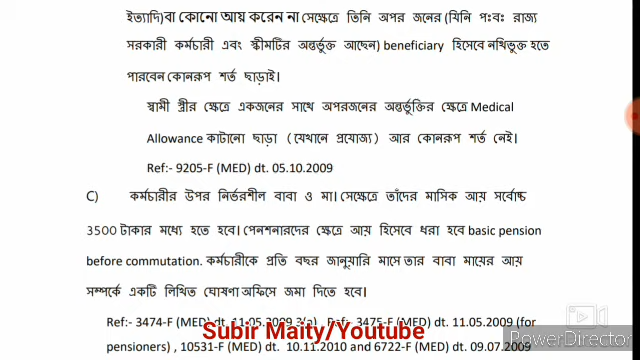 ইত্যাদি) বা কোনো আয় করেন না সেক্ষেত্রে তিনি অপর জনের (যিনি পঃবঃ রাজ্য
সরকারী কর্মচারী এবং স্কীমটির অন্তর্ভুক্ত আছেন) beneficiary হিসেবে নথিভুক্ত হতে
পারবেন কোনরূপ শর্ত ছাড়াই।
স্বামী স্ত্রীর ক্ষেত্রে একজনের সাথে অপরজনের অন্তর্ভুক্তির ক্ষেত্রে Medical
Allowance কাটানো ছাড়া (যেখানে প্রযোজ্য) আর কোনরূপ শর্ত নেই।
Ref:- 9205-F (MED) dt. 05.10.2009
C) কর্মচারীর উপর নির্ভরশীল বাবা ও মা। সেক্ষেত্রে তাঁদের মাসিক আয় সর্বোচ্চ
3500 টাকার মধ্যে হতে হবে। পেনশনারদের ক্ষেত্রে আয় হিসেবে ধরা হবে basic pension
before commutation. কর্মচারীকে প্রতি বছর জানুয়ারি মাসে তার বাবা মায়ের আয়
সম্পর্কে একটি লিখিত ঘোষণা অফিসে জমা দিতে হবে।
Ref:- 3474-F (MED) dt. 11.05.2009 3(a) Ref:- 3475-F (MED) dt. 11.05.2009 (for
Subir Maity/Youtube
pensioners) , 10531-F (MED) dt. 10.11.2010 and 6722-F (MED) dt. 09.07.2009
PowerDirector